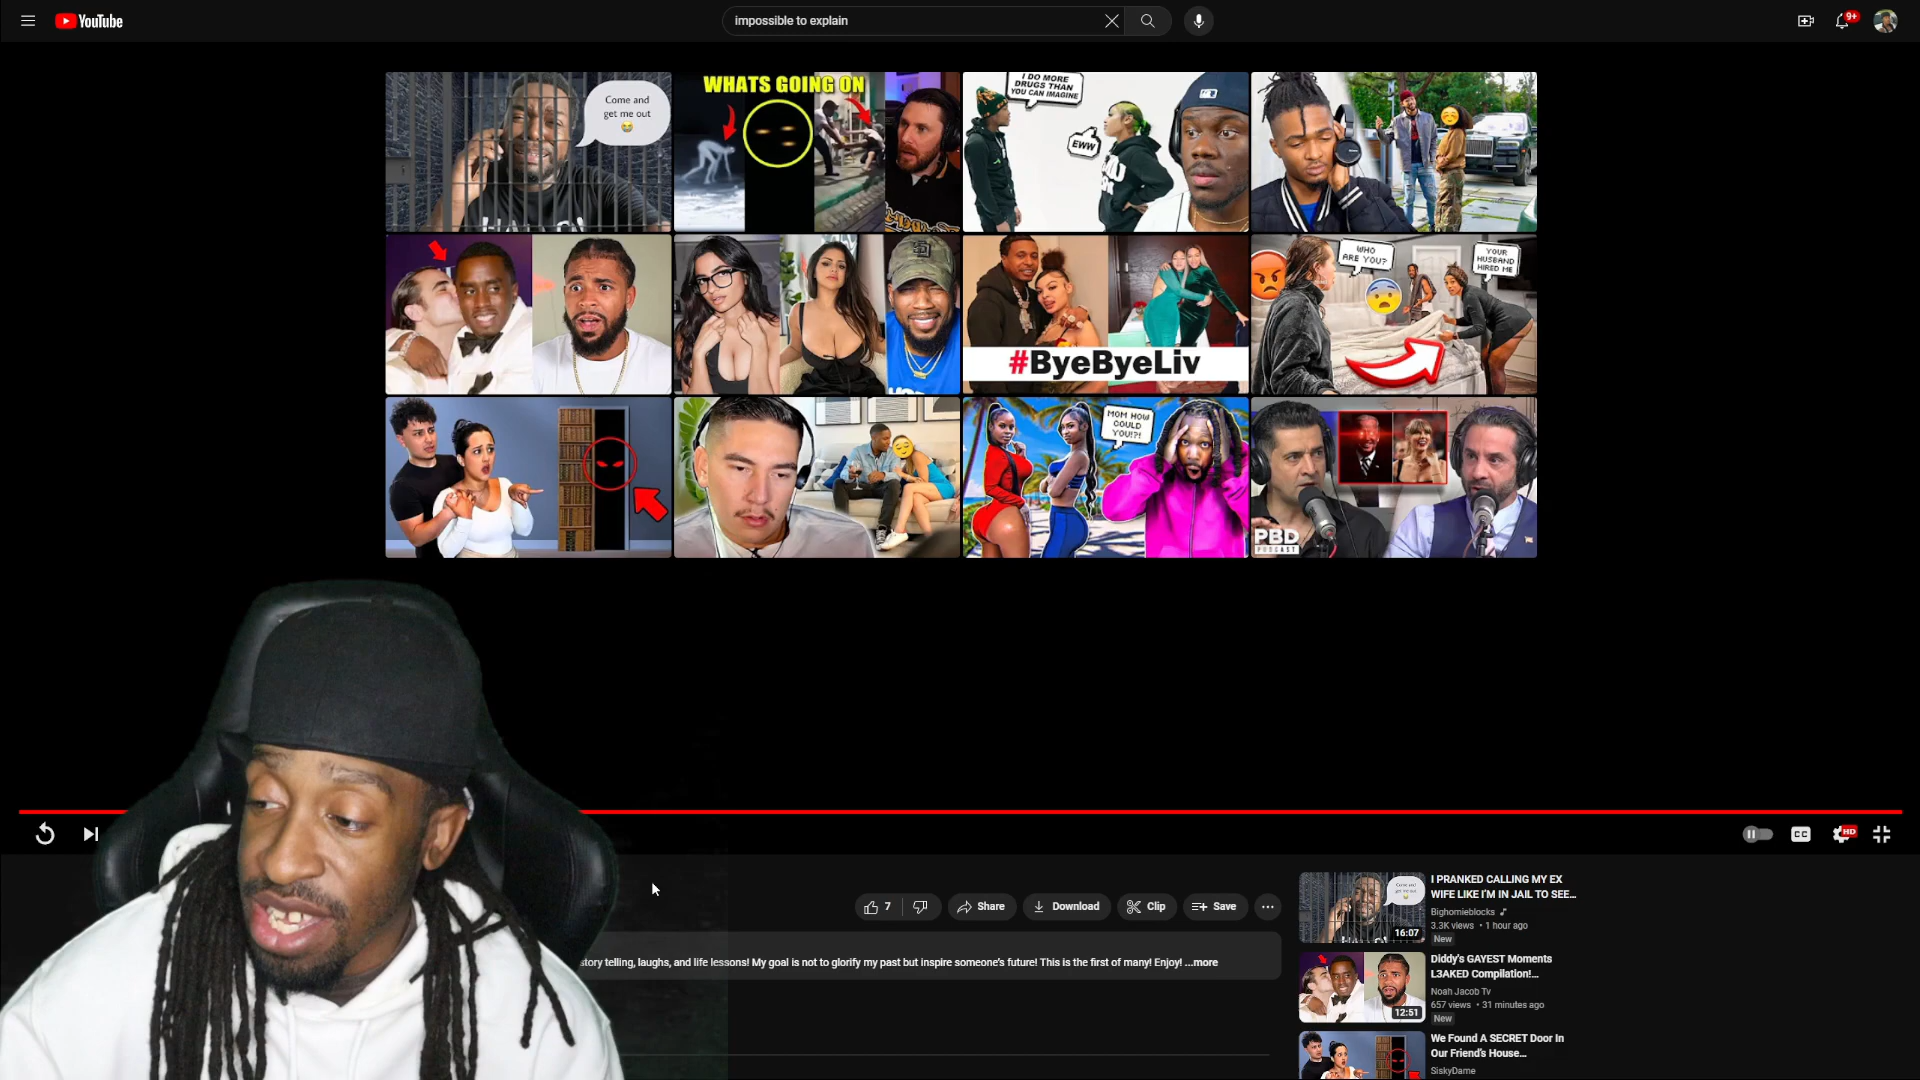 YouTube
impossible to explain
9+
Come and
get me out
WHATS GOING ON
I DO MORE
DRUGS THAN
YOU CAN IMAGINE
EWW
#ByeByeLiv
WHO
ARE YOU?
YOUR
HUSBAND
HIRED ME
MOM HOW
COULD
YOU!?!
PBD
PODCAST
CC
HD
7
Share
Download
Clip
Save
story telling, laughs, and life lessons! My goal is not to glorify my past but inspire someone's future! This is the first of many! Enjoy! ...more
I PRANKED CALLING MY EX
WIFE LIKE I'M IN JAIL TO SEE...
Bighomieblocks
3.3K views • 1 hour ago
New
16:07
Diddy's GAYEST Moments
L3AKED Compilation!...
Noah Jacob Tv
657 views • 31 minutes ago
New
12:51
We Found A SECRET Door In
Our Friend's House...
SiskyDame